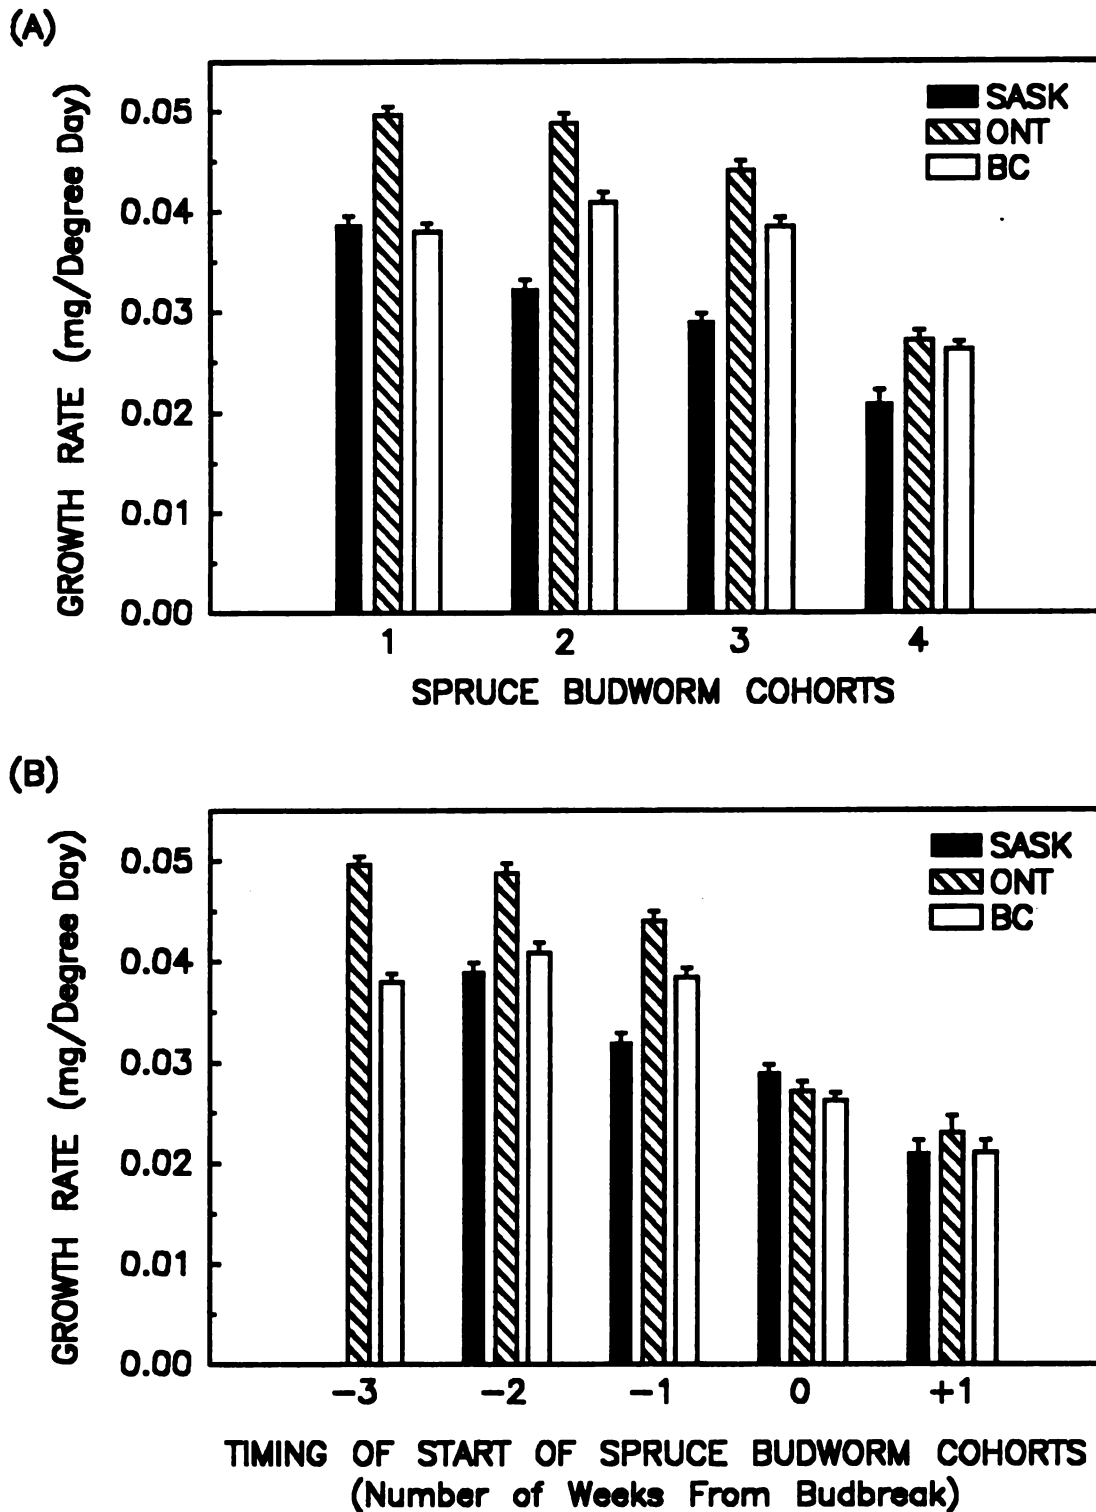 (A)
GROWTH RATE (mg/Degree Day)
0.05
0.04
0.03
0.02
0.01
0.00
SASK
ONT
BC
1 2 3 4
SPRUCE BUDWORM COHORTS
(B)
GROWTH RATE (mg/Degree Day)
0.05
0.04
0.03
0.02
0.01
0.00
SASK
ONT
BC
−3 −2 −1 0 +1
TIMING OF START OF SPRUCE BUDWORM COHORTS
(Number of Weeks From Budbreak)